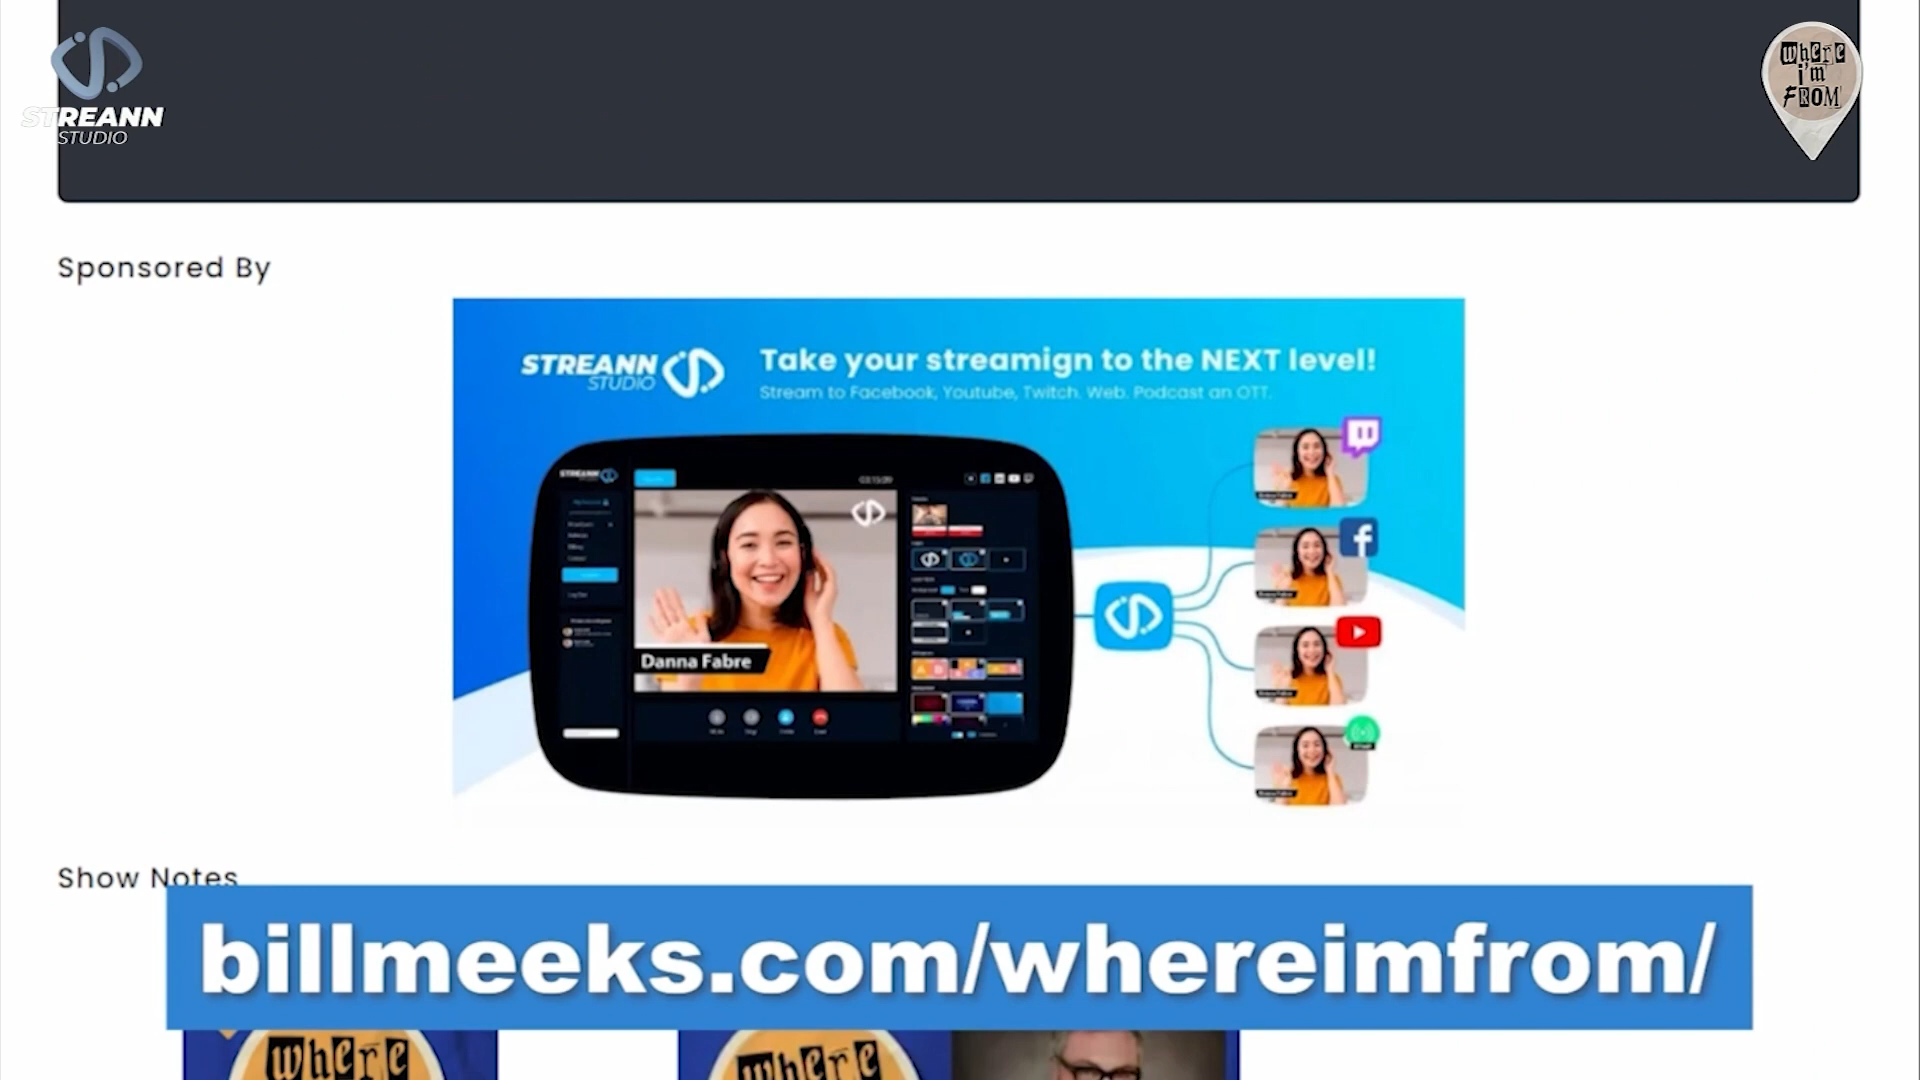 STREANN
STUDIO
where
i'm
FROM
Sponsored By
STREANN
STUDIO
Take your streamign to the NEXT level!
Stream to Facebook, Youtube, Twitch. Web. Podcast an OTT.
STREANN
Danna Fabre
Show Notes
billmeeks.com/whereimfrom/
where
where